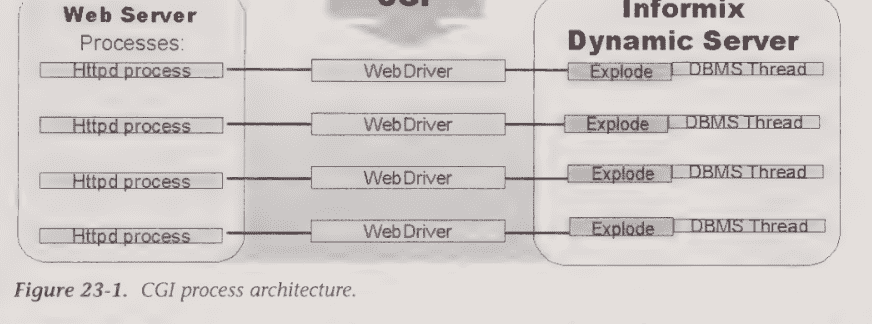 CGI
Web Server
Processes:
Informix
Dynamic Server
Httpd process WebDriver Explode DBMS Thread
Httpd process WebDriver Explode DBMS Thread
Httpd process WebDriver Explode DBMS Thread
Httpd process WebDriver Explode DBMS Thread
Figure 23-1. CGI process architecture.